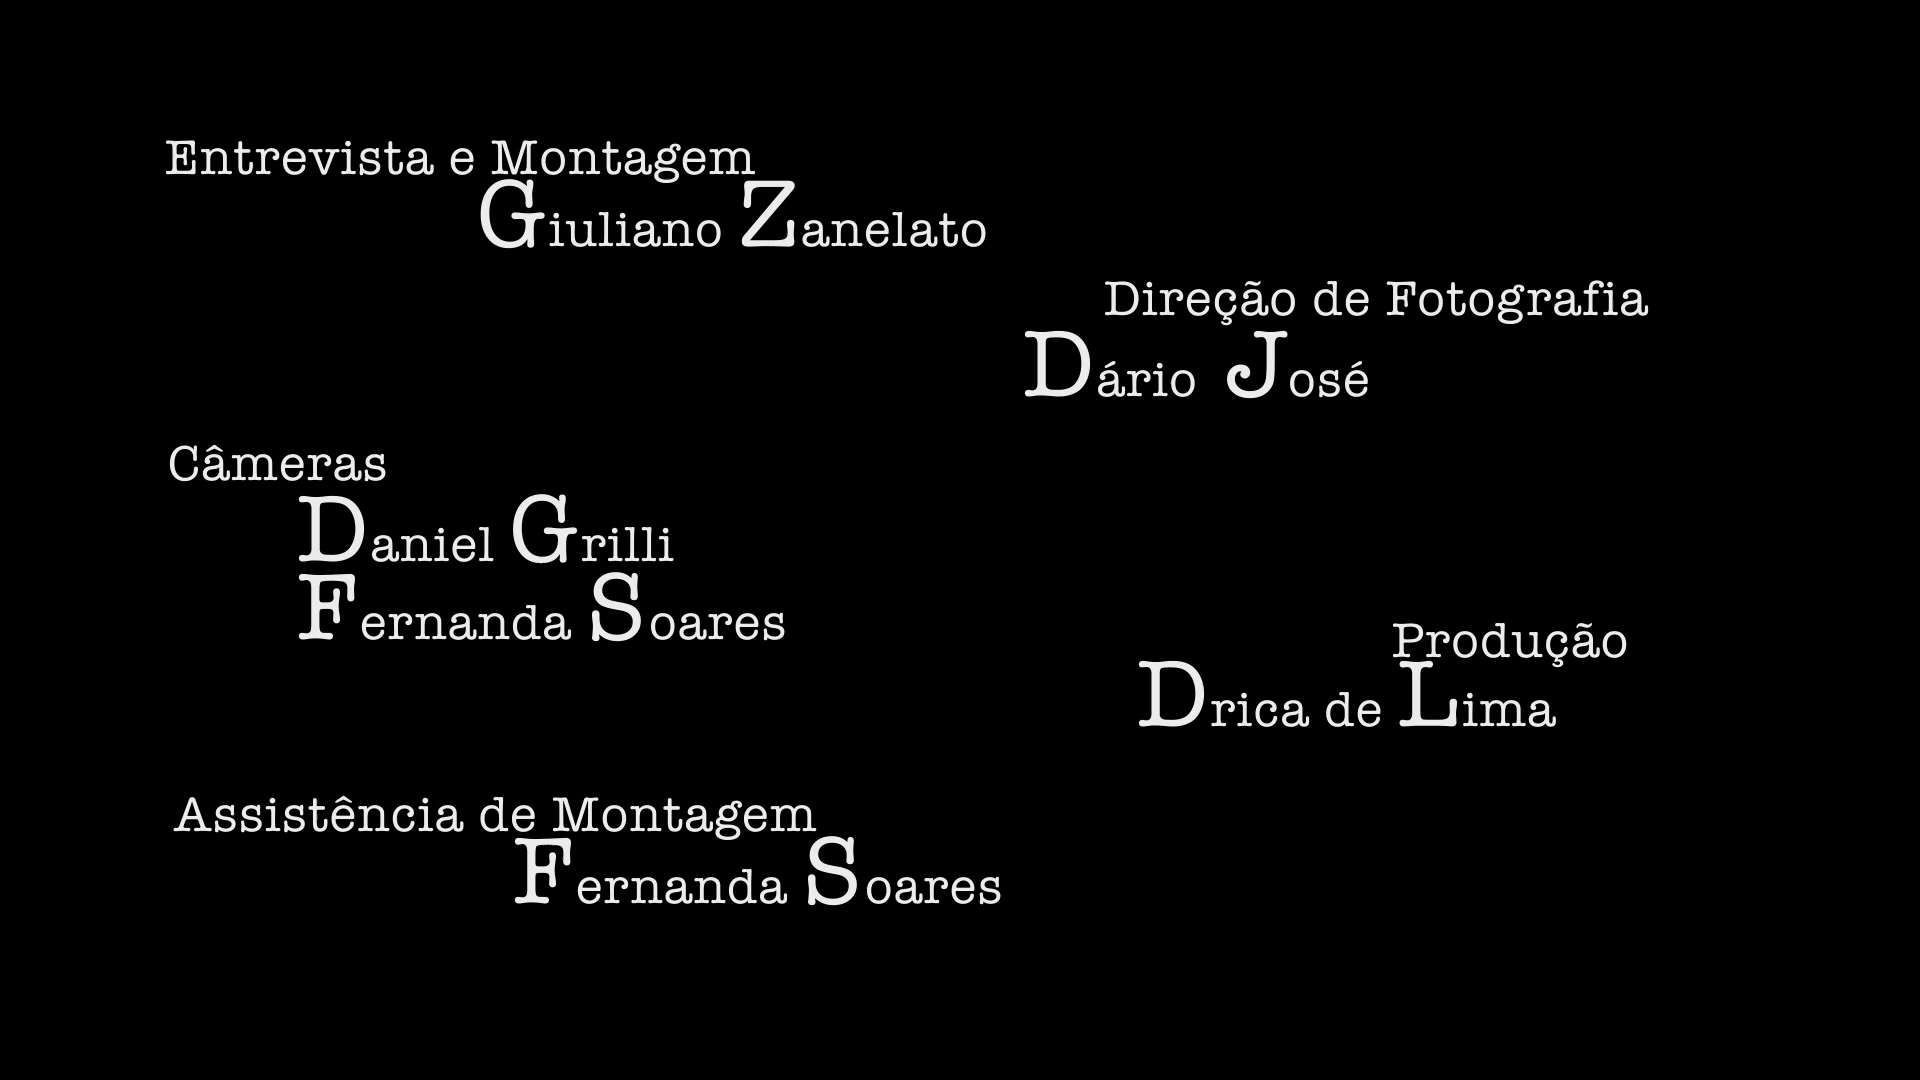 Entrevista e Montagem
Giuliano Zanelato
Direção de Fotografia
Dário José
Câmeras
Daniel Grilli
Fernanda Soares
Produção
Drica de Lima
Assistência de Montagem
Fernanda Soares